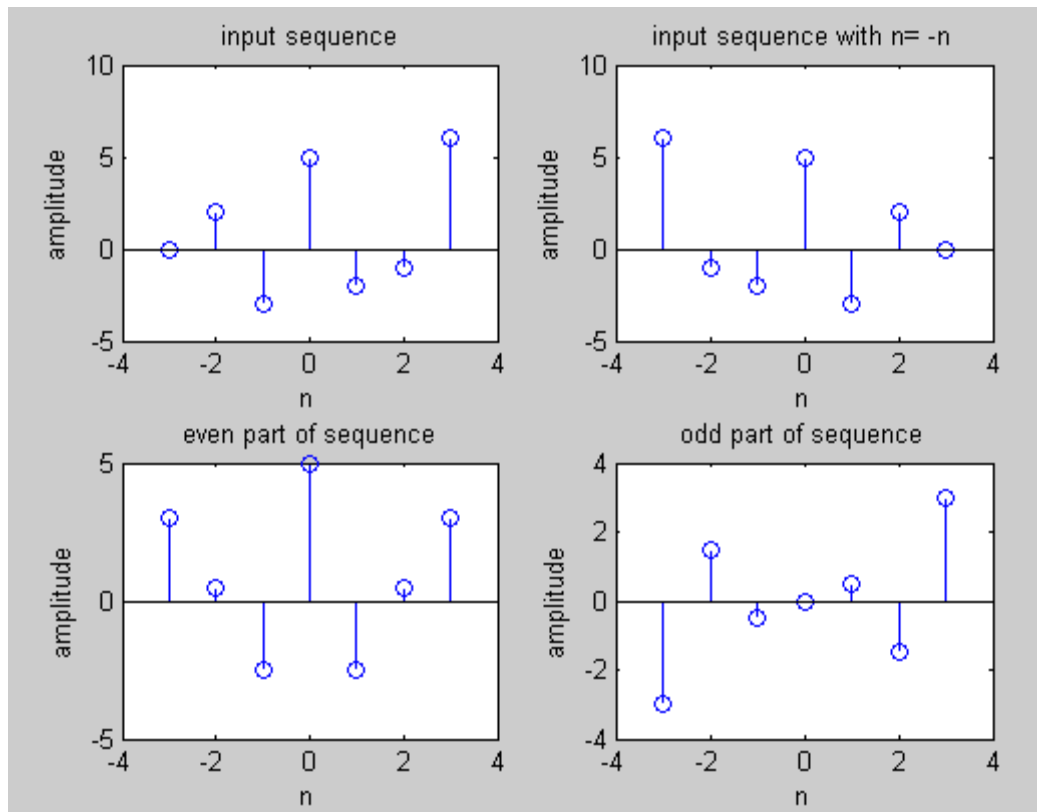 input sequence
10
5
0
-5
amplitude
-4 -2 0 2 4
n
input sequence with n= -n
10
5
0
-5
amplitude
-4 -2 0 2 4
n
even part of sequence
5
0
-5
amplitude
-4 -2 0 2 4
n
odd part of sequence
4
2
0
-2
-4
amplitude
-4 -2 0 2 4
n